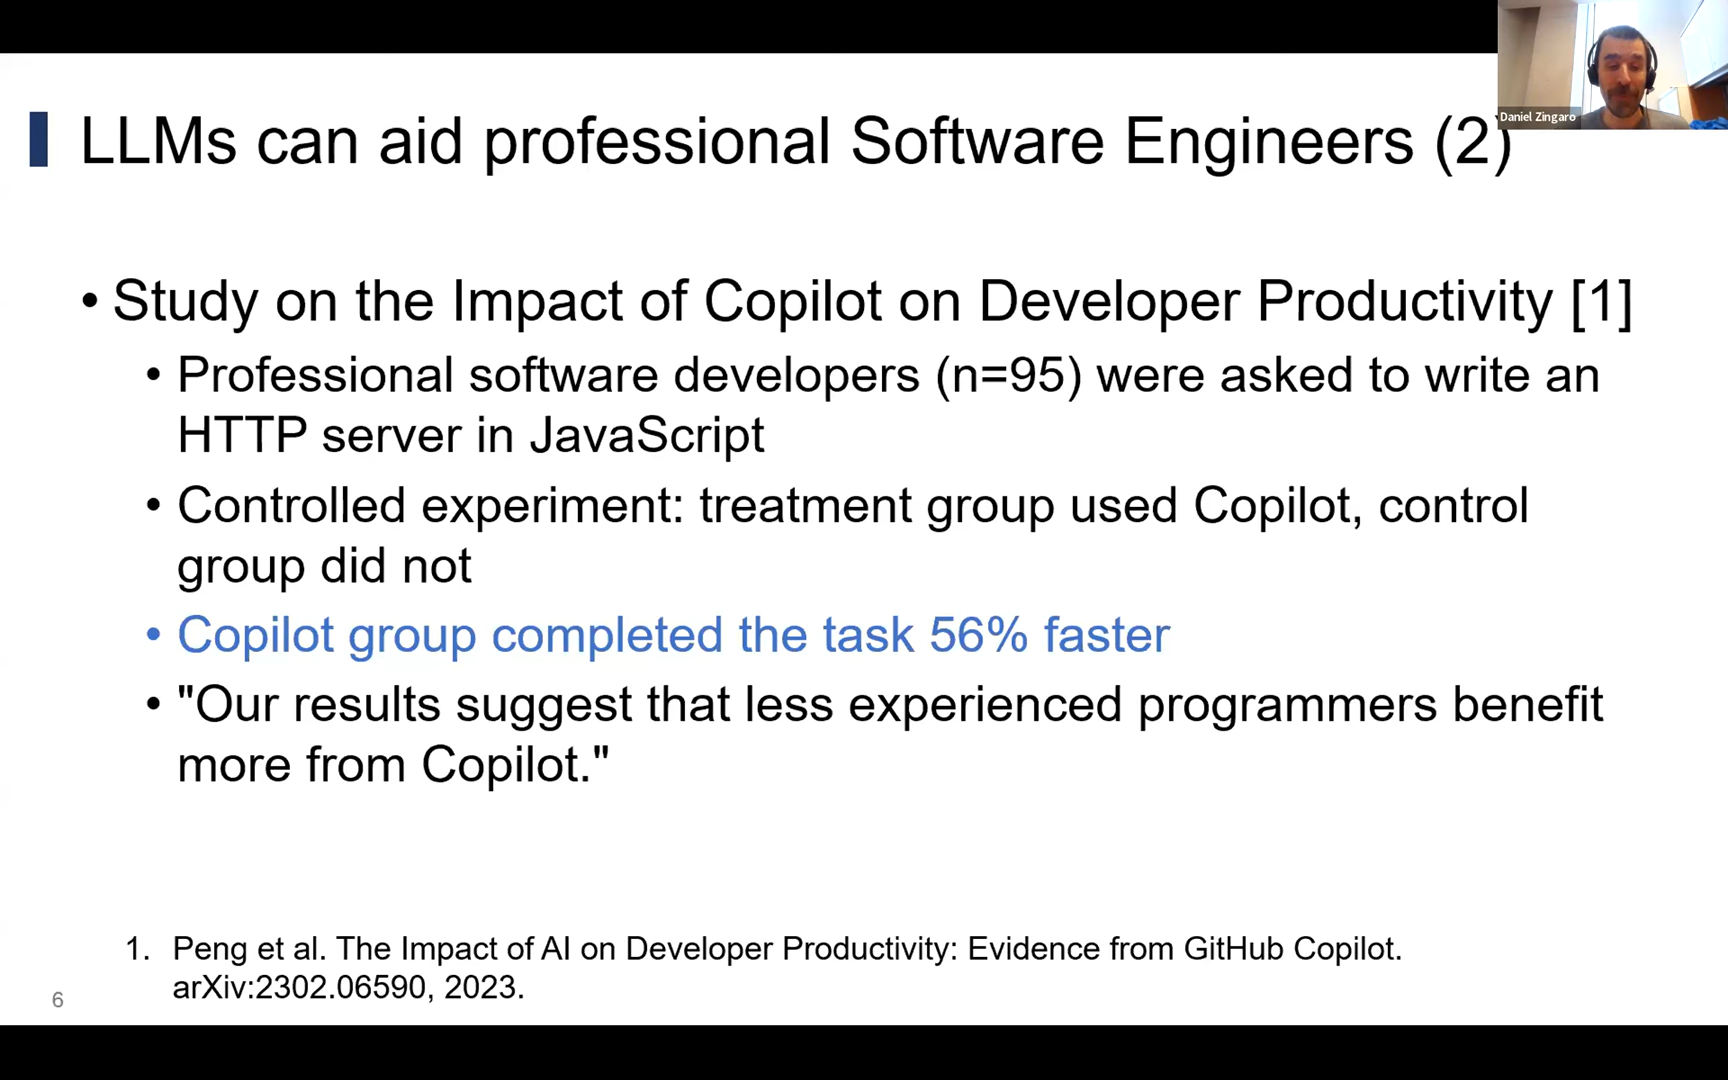 Daniel Zingaro
LLMs can aid professional Software Engineers (2)
• Study on the Impact of Copilot on Developer Productivity [1]
• Professional software developers (n=95) were asked to write an
HTTP server in JavaScript
• Controlled experiment: treatment group used Copilot, control
group did not
• Copilot group completed the task 56% faster
• "Our results suggest that less experienced programmers benefit
more from Copilot."
1. Peng et al. The Impact of AI on Developer Productivity: Evidence from GitHub Copilot.
arXiv:2302.06590, 2023.
6